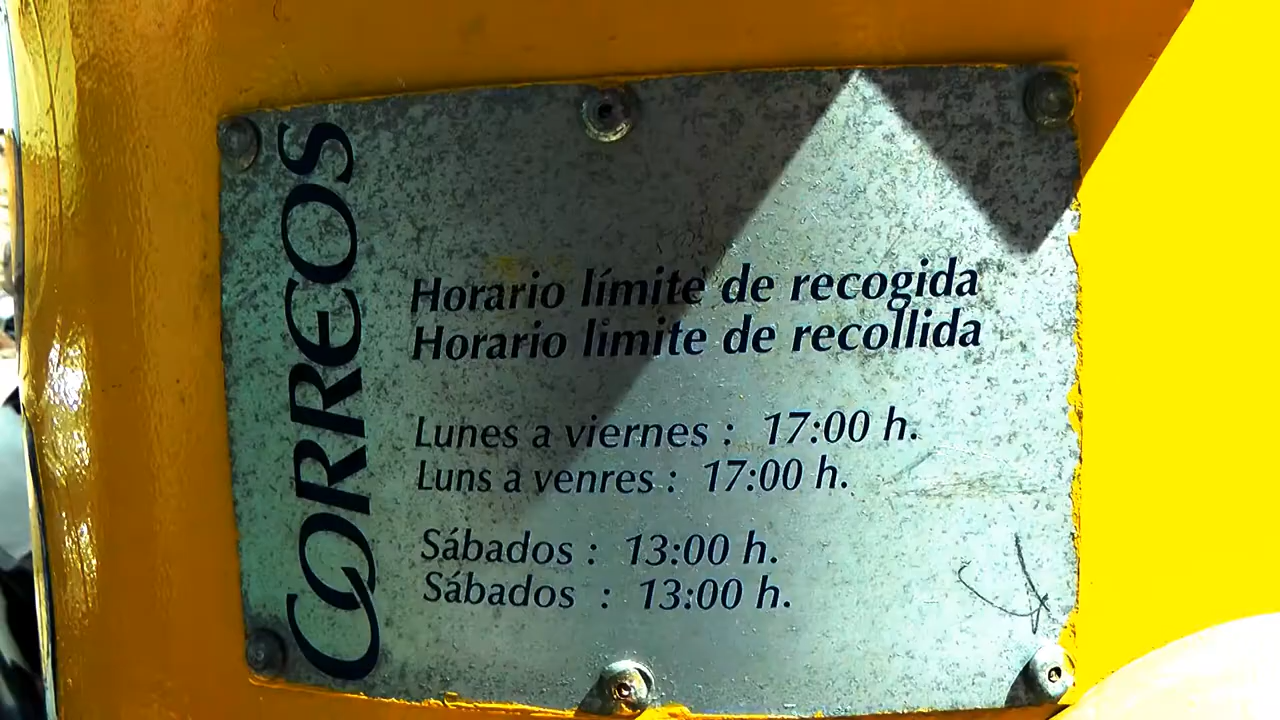 CORREOS
Horario límite de recogida
Horario limite de recollida
Lunes a viernes : 17:00 h.
Luns a venres : 17:00 h.
Sábados : 13:00 h.
Sábados : 13:00 h.